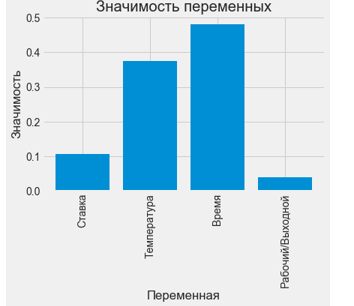 Значимость переменных
Значимость
0.5
0.4
0.3
0.2
0.1
0.0
Ставка
Температура
Время
Рабочий/Выходной
Переменная